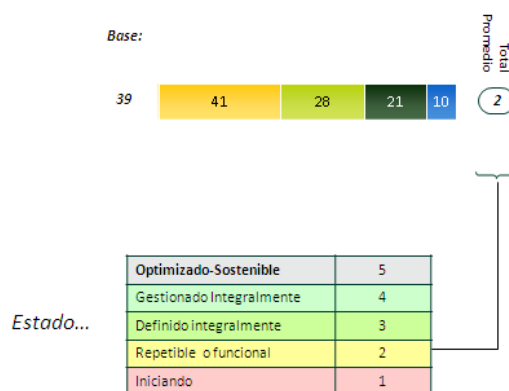 Base:
Total
Promedio
39 41 28 21 10 2
Optimizado-Sostenible 5
Gestionado Integralmente 4
Definido integralmente 3
Estado...
Repetible o funcional 2
Iniciando 1